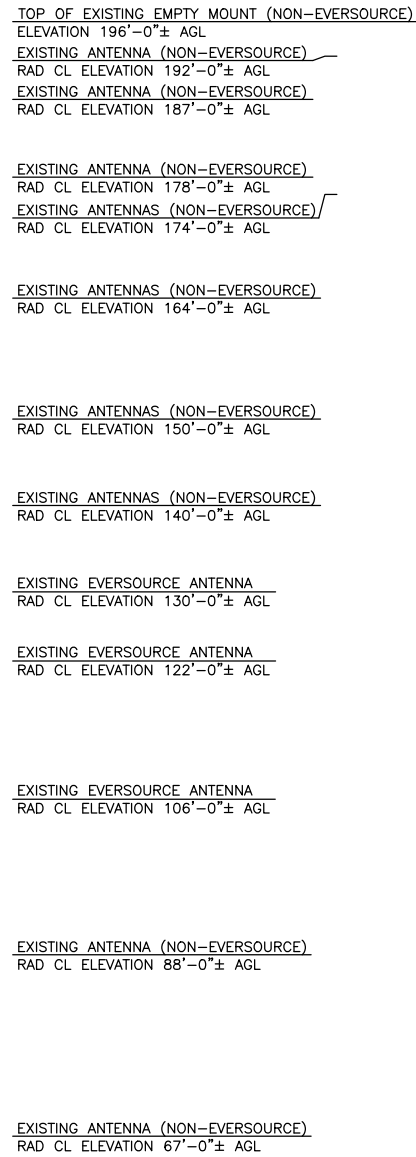 TOP OF EXISTING EMPTY MOUNT (NON-EVERSOURCE)
ELEVATION 196'-0"± AGL
EXISTING ANTENNA (NON-EVERSOURCE)
RAD CL ELEVATION 192'-0"± AGL
EXISTING ANTENNA (NON-EVERSOURCE)
RAD CL ELEVATION 187'-0"± AGL
EXISTING ANTENNA (NON-EVERSOURCE)
RAD CL ELEVATION 178'-0"± AGL
EXISTING ANTENNAS (NON-EVERSOURCE)
RAD CL ELEVATION 174'-0"± AGL
EXISTING ANTENNAS (NON-EVERSOURCE)
RAD CL ELEVATION 164'-0"± AGL
EXISTING ANTENNAS (NON-EVERSOURCE)
RAD CL ELEVATION 150'-0"± AGL
EXISTING ANTENNAS (NON-EVERSOURCE)
RAD CL ELEVATION 140'-0"± AGL
EXISTING EVERSOURCE ANTENNA
RAD CL ELEVATION 130'-0"± AGL
EXISTING EVERSOURCE ANTENNA
RAD CL ELEVATION 122'-0"± AGL
EXISTING EVERSOURCE ANTENNA
RAD CL ELEVATION 106'-0"± AGL
EXISTING ANTENNA (NON-EVERSOURCE)
RAD CL ELEVATION 88'-0"± AGL
EXISTING ANTENNA (NON-EVERSOURCE)
RAD CL ELEVATION 67'-0"± AGL